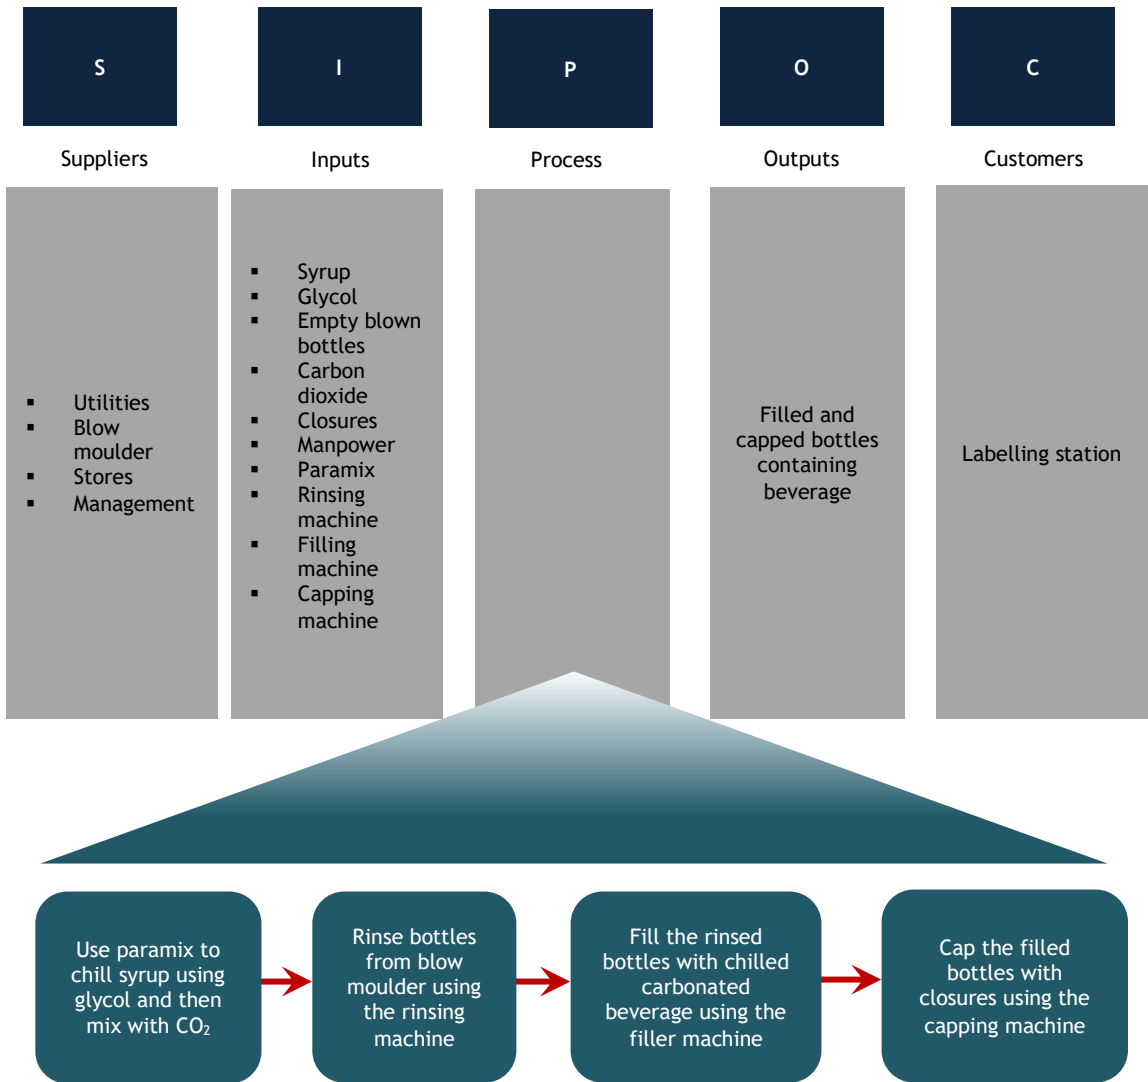 S
I
P
O
C
Suppliers
Inputs
Process
Outputs
Customers
▪ Utilities
▪ Blow
moulder
▪ Stores
▪ Management
▪ Syrup
▪ Glycol
▪ Empty blown
bottles
▪ Carbon
dioxide
▪ Closures
▪ Manpower
▪ Paramix
▪ Rinsing
machine
▪ Filling
machine
▪ Capping
machine
Filled and
capped bottles
containing
beverage
Labelling station
Use paramix to
chill syrup using
glycol and then
mix with CO₂
Rinse bottles
from blow
moulder using
the rinsing
machine
Fill the rinsed
bottles with chilled
carbonated
beverage using the
filler machine
Cap the filled
bottles with
closures using the
capping machine